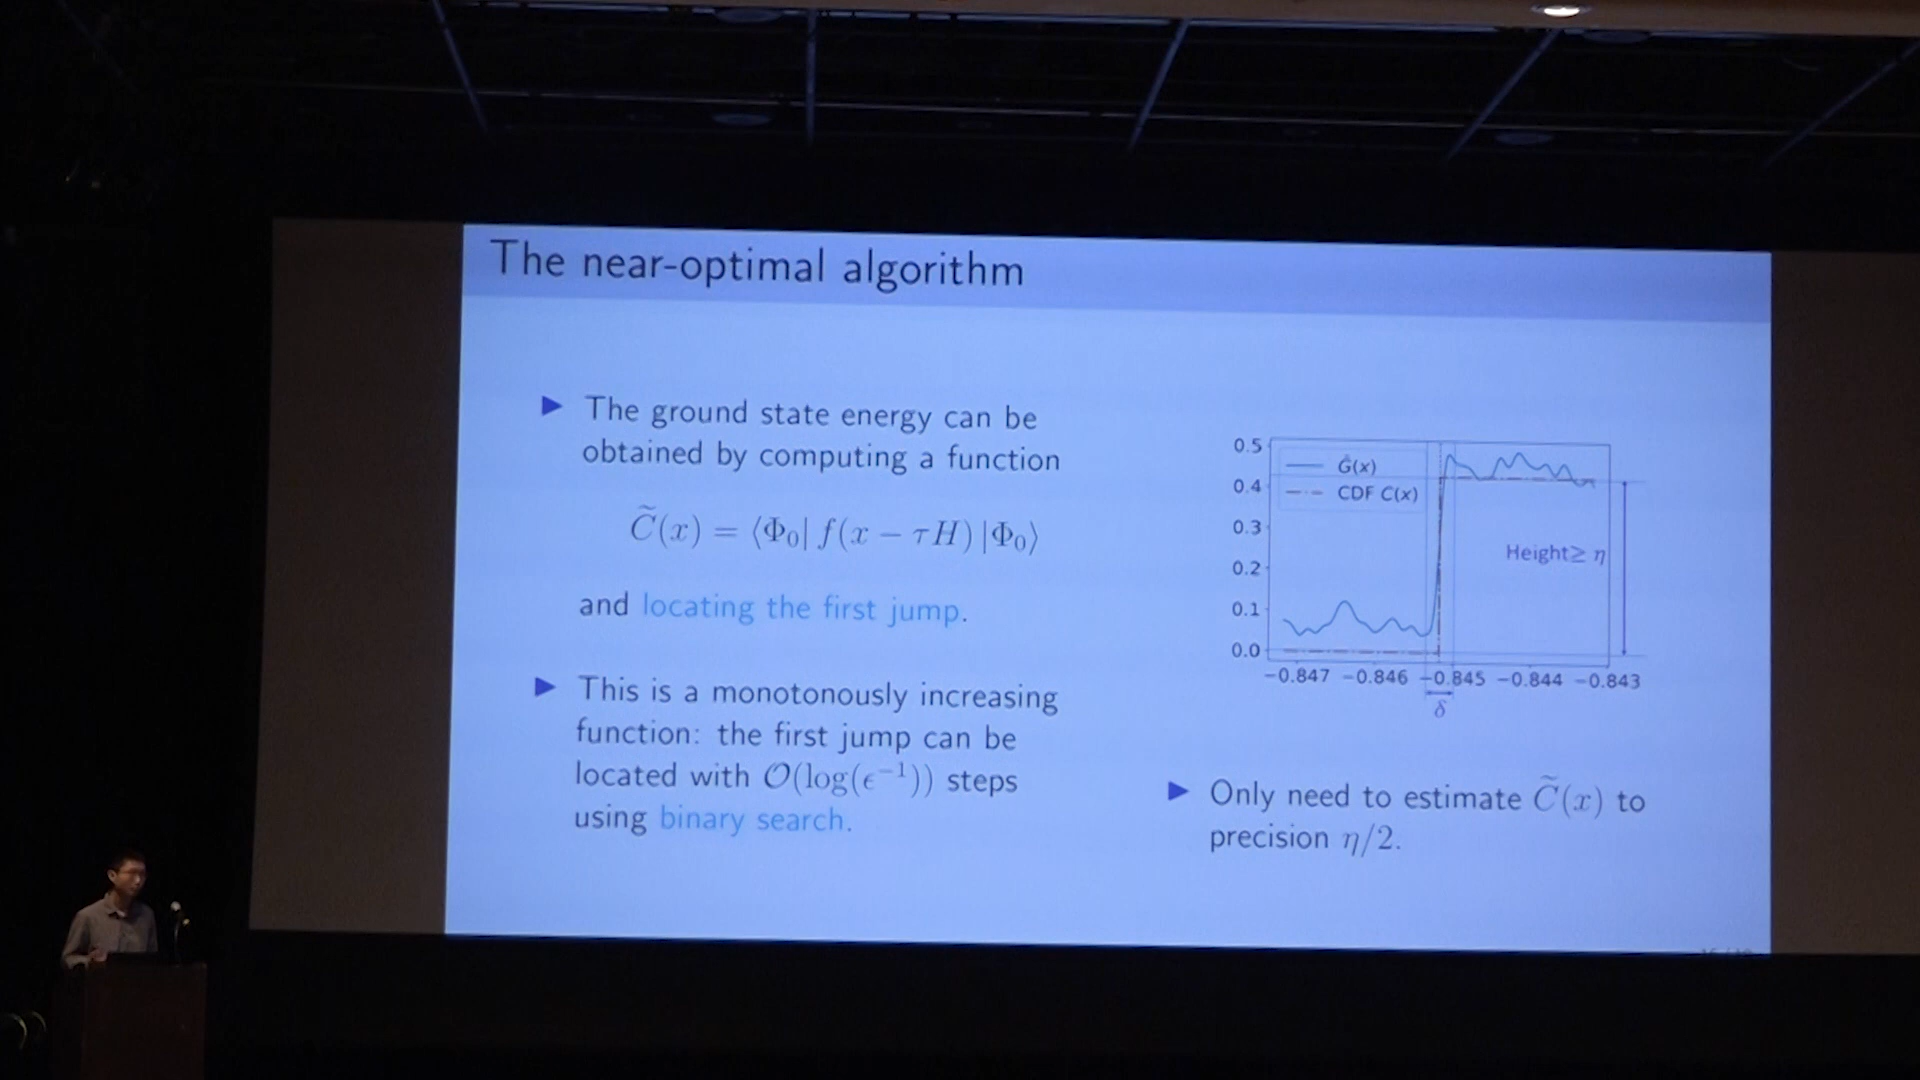 The near-optimal algorithm
▶ The ground state energy can be
obtained by computing a function
C̃(x) = ⟨Φ₀| f(x − τH) |Φ₀⟩
and locating the first jump.
▶ This is a monotonously increasing
function: the first jump can be
located with O(log(ϵ⁻¹)) steps
using binary search.
0.5
0.4
0.3
0.2
0.1
0.0
CDF C(x)
Height≥ η
−0.847 −0.846 −0.845 −0.844 −0.843
δ
▶ Only need to estimate C̃(x) to
precision η/2.